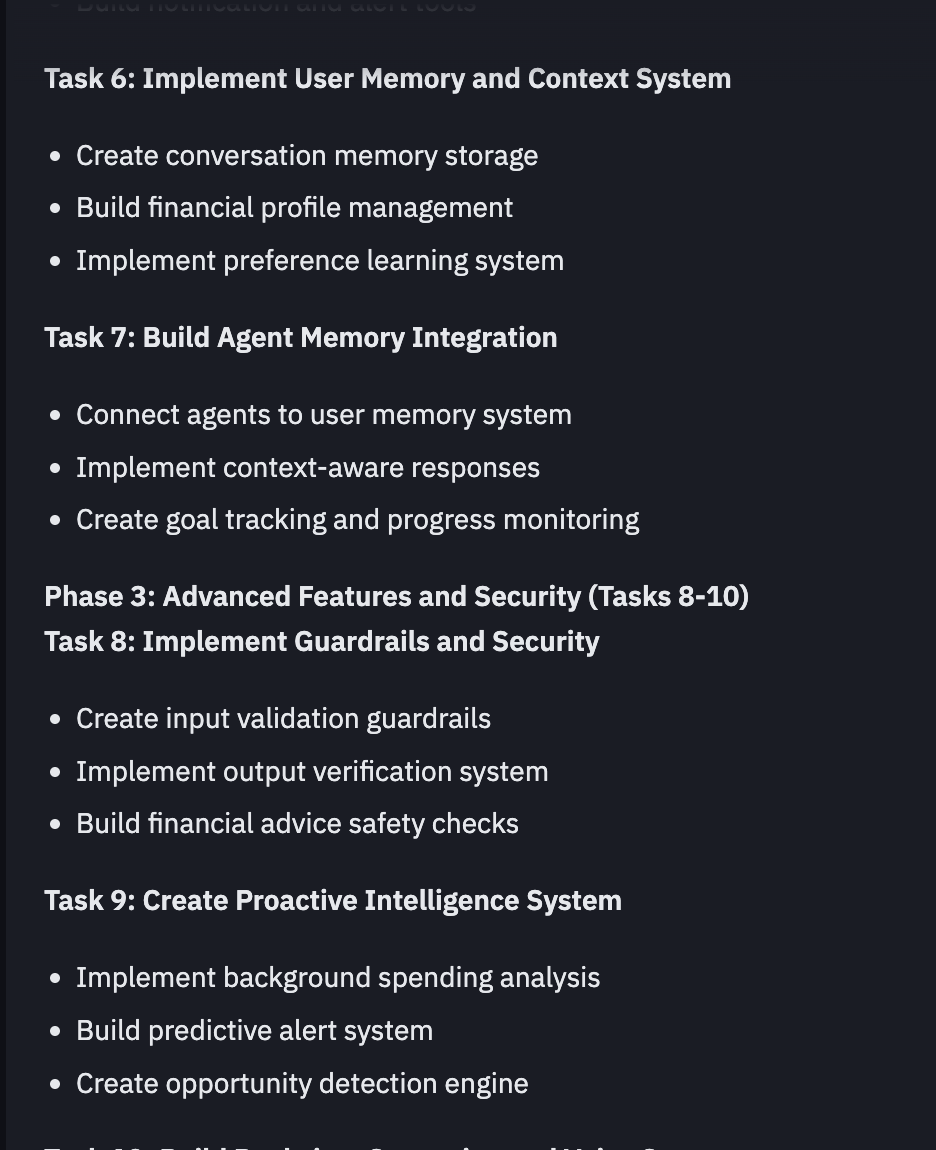 • Build notification and alert tools
Task 6: Implement User Memory and Context System
• Create conversation memory storage
• Build financial profile management
• Implement preference learning system
Task 7: Build Agent Memory Integration
• Connect agents to user memory system
• Implement context-aware responses
• Create goal tracking and progress monitoring
Phase 3: Advanced Features and Security (Tasks 8-10)
Task 8: Implement Guardrails and Security
• Create input validation guardrails
• Implement output verification system
• Build financial advice safety checks
Task 9: Create Proactive Intelligence System
• Implement background spending analysis
• Build predictive alert system
• Create opportunity detection engine
Task 10: Build